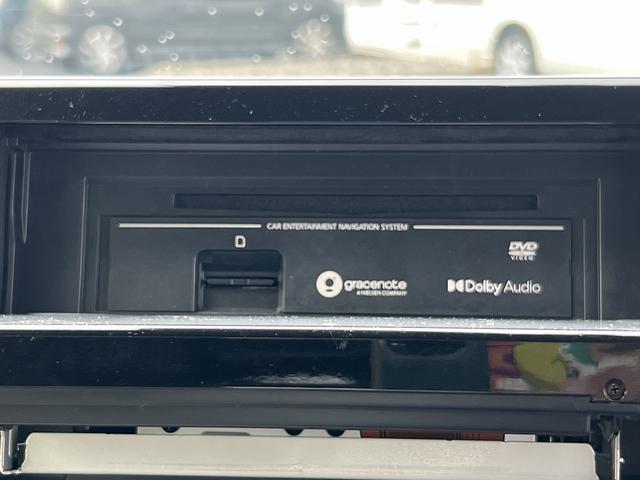 CAR ENTERTAINMENT NAVIGATION SYSTEM
DVD
VIDEO
gracenote
A NIELSEN COMPANY
Dolby Audio